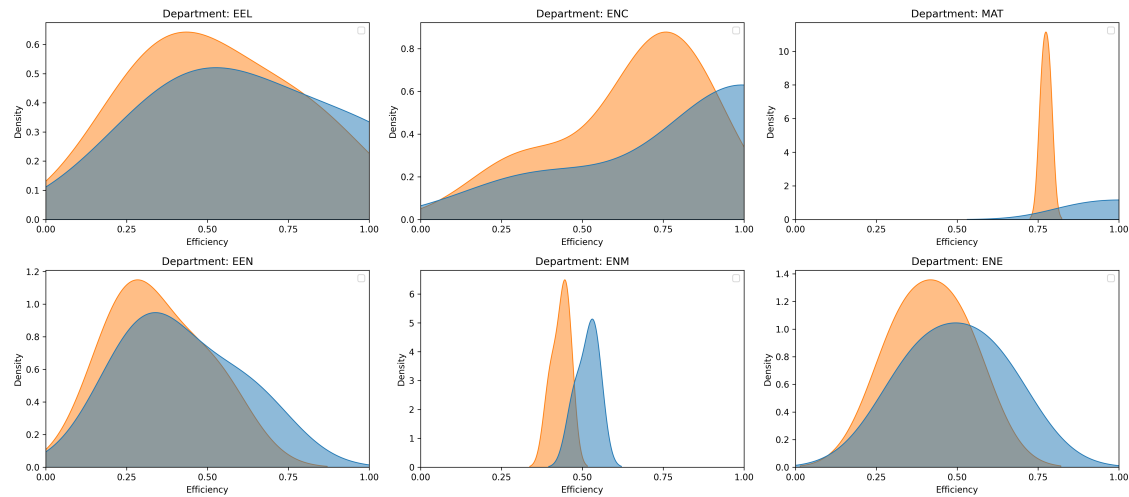 Department: EEL
Density
0.6
0.5
0.4
0.3
0.2
0.1
0.0
0.00 0.25 0.50 0.75 1.00
Efficiency
Department: ENC
Density
0.8
0.6
0.4
0.2
0.0
0.00 0.25 0.50 0.75 1.00
Efficiency
Department: MAT
Density
10
8
6
4
2
0
0.00 0.25 0.50 0.75 1.00
Efficiency
Department: EEN
Density
1.2
1.0
0.8
0.6
0.4
0.2
0.0
0.00 0.25 0.50 0.75 1.00
Efficiency
Department: ENM
Density
6
5
4
3
2
1
0
0.00 0.25 0.50 0.75 1.00
Efficiency
Department: ENE
Density
1.4
1.2
1.0
0.8
0.6
0.4
0.2
0.0
0.00 0.25 0.50 0.75 1.00
Efficiency